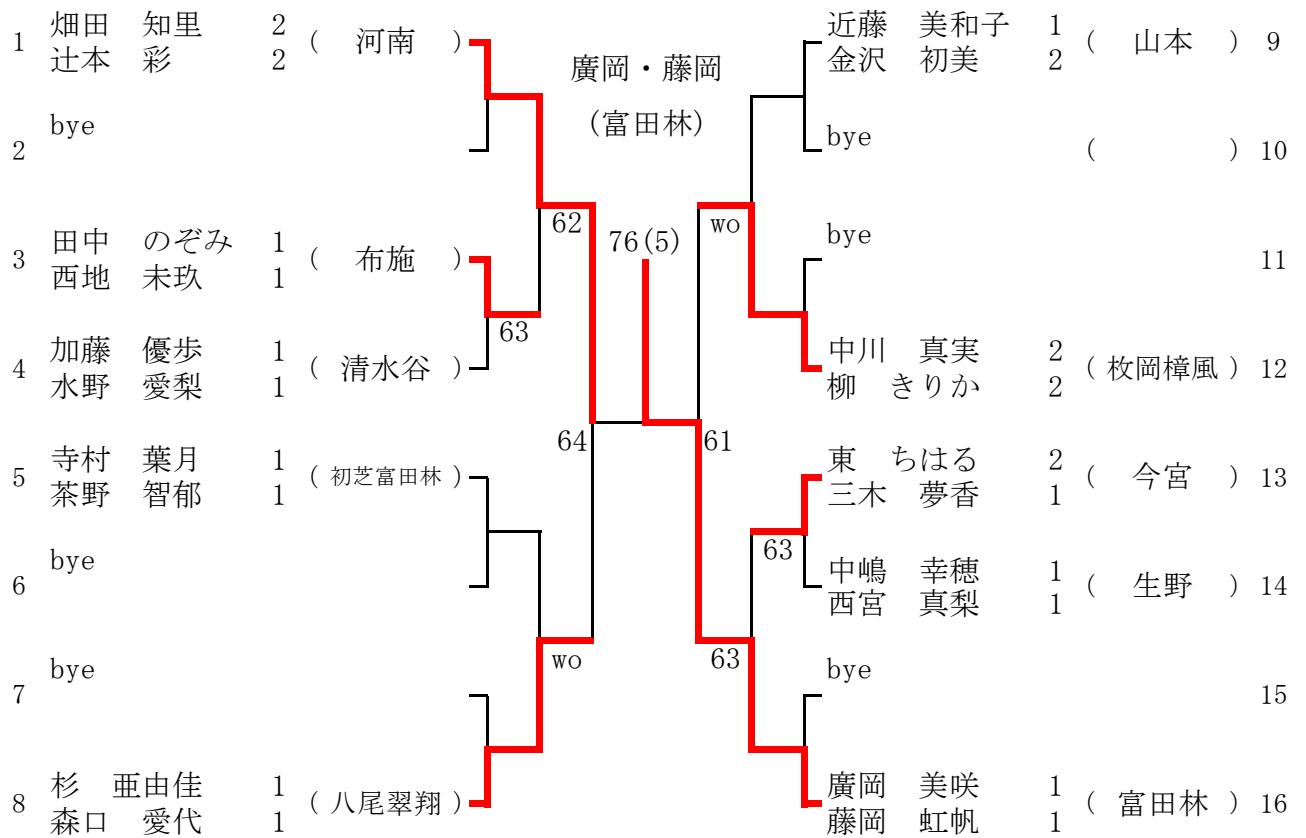 畑田　知里　2
1　(　河南　)
辻本　彩　2
bye
2
田中　のぞみ　1
3　(　布施　)
西地　未玖　1
加藤　優歩　1
4　(　清水谷　)
水野　愛梨　1
寺村　葉月　1
5　(　初芝富田林　)
茶野　智郁　1
bye
6
bye
7
杉　亜由佳　1
8　(　八尾翠翔　)
森口　愛代　1
廣岡・藤岡
(富田林)
62
63
64
wo
76(5)
wo
61
63
63
近藤　美和子　1
(　山本　)　9
金沢　初美　2
bye
(　　)　10
bye
11
中川　真実　2
(　枚岡樟風　)　12
柳　きりか　2
東　ちはる　2
(　今宮　)　13
三木　夢香　1
中嶋　幸穂　1
(　生野　)　14
西宮　真梨　1
bye
15
廣岡　美咲　1
(　富田林　)　16
藤岡　虹帆　1